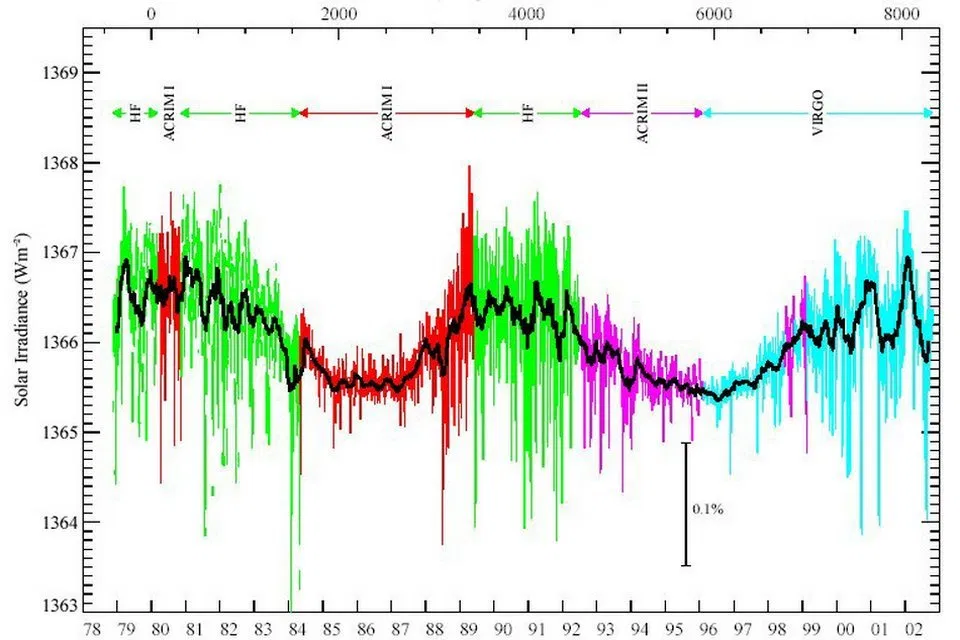 0 2000 4000 6000 8000
1369
HF ACRIM I HF ACRIM I HF ACRIM II VIRGO
1368
1367
1366
1365
1364
1363
Solar Irradiance (Wm⁻²)
0.1%
78 79 80 81 82 83 84 85 86 87 88 89 90 91 92 93 94 95 96 97 98 99 00 01 02